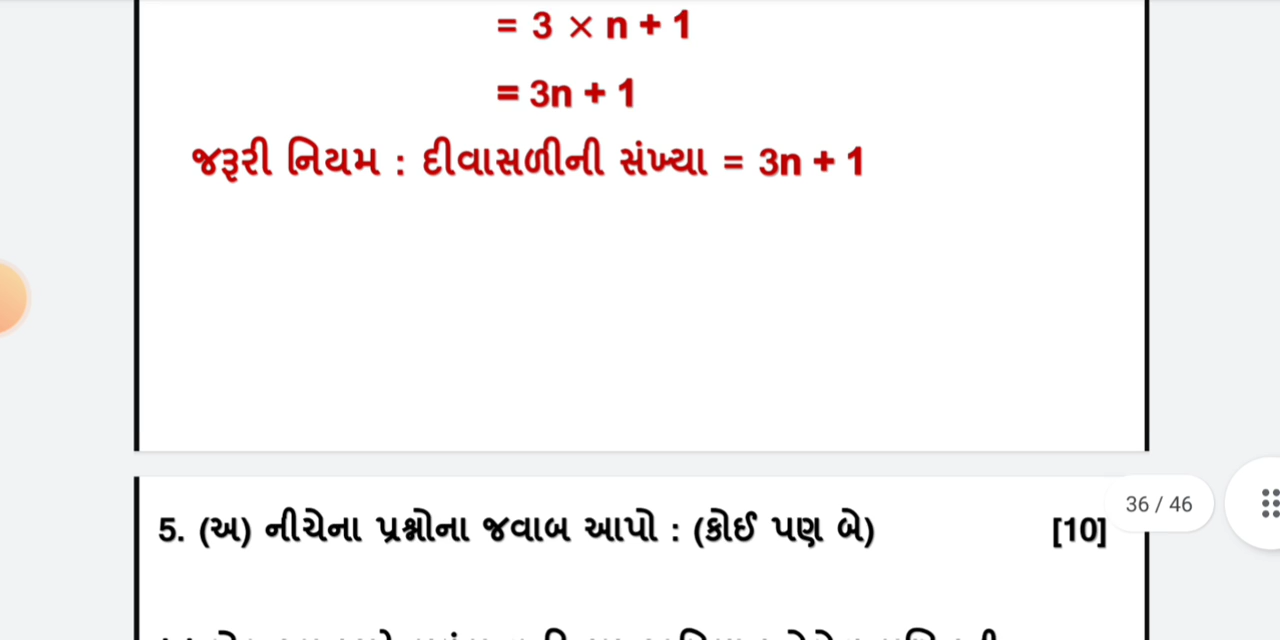 = 3 × n + 1
= 3n + 1
જરૂરી નિયમ : દીવાસળીની સંખ્યા = 3n + 1
36 / 46
5. (અ) નીચેના પ્રશ્નોના જવાબ આપો : (કોઈ પણ બે) [10]